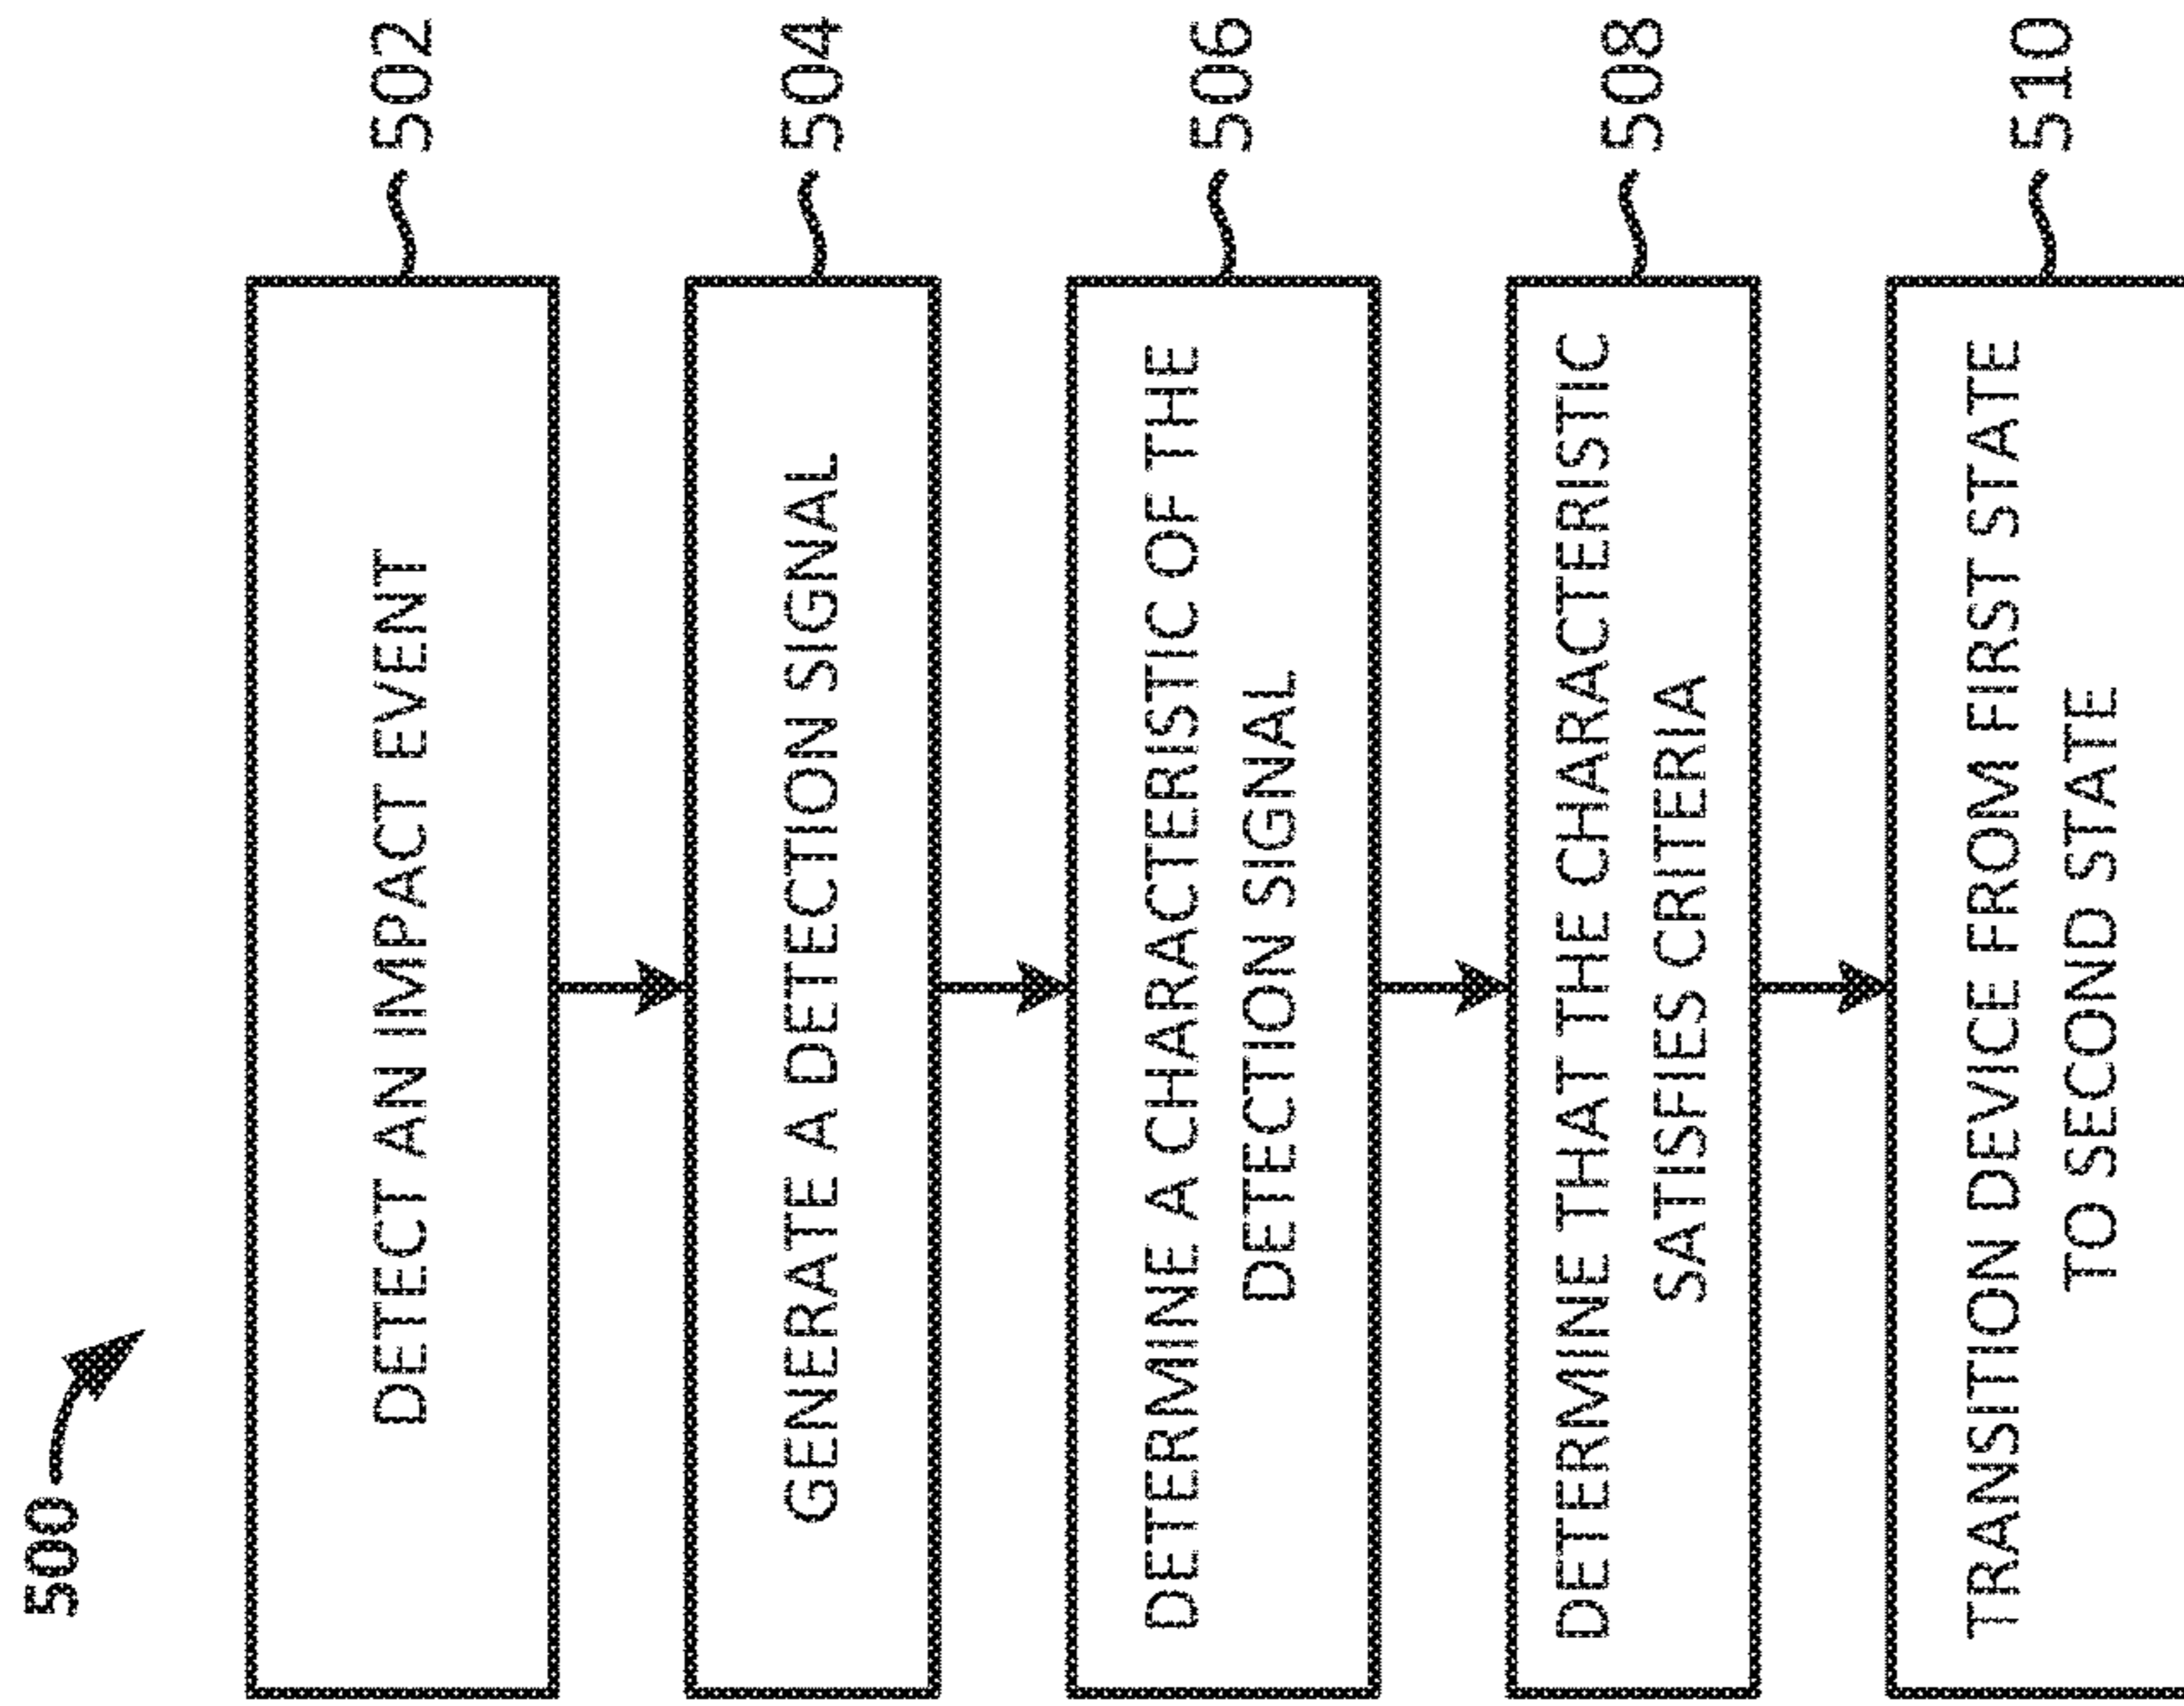 500
DETECT AN IMPACT EVENT
502
GENERATE A DETECTION SIGNAL
504
DETERMINE A CHARACTERISTIC OF THE
DETECTION SIGNAL
506
DETERMINE THAT THE CHARACTERISTIC
SATISFIES CRITERIA
508
TRANSITION DEVICE FROM FIRST STATE
TO SECOND STATE
510